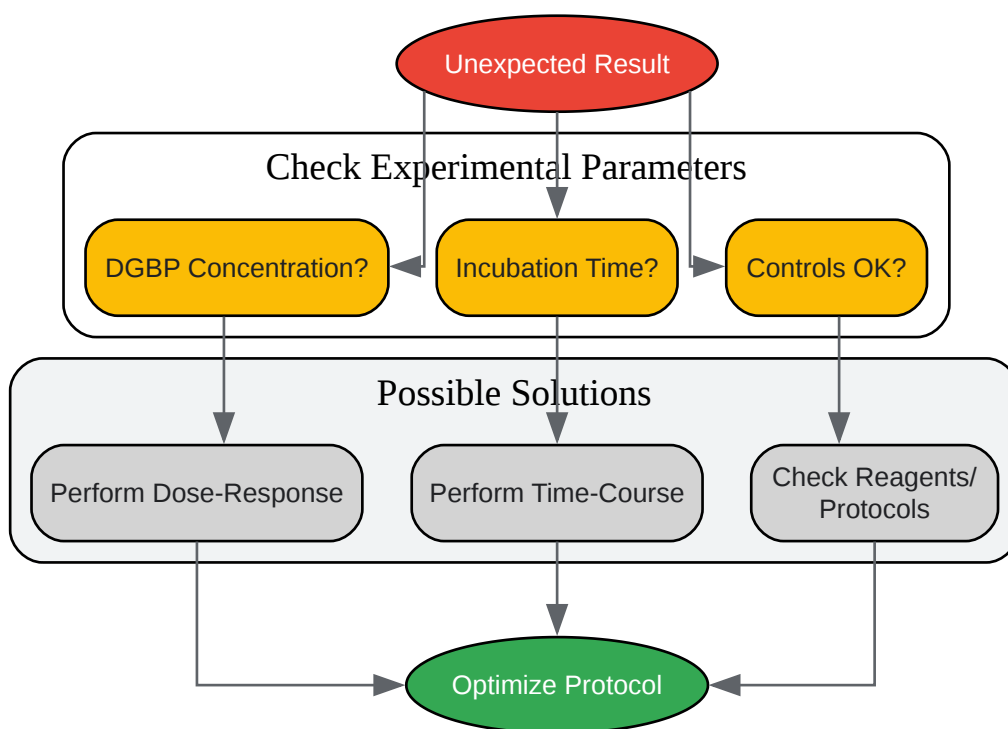 Unexpected Result
Check Experimental Parameters
DGBP Concentration?
Incubation Time?
Controls OK?
Possible Solutions
Perform Dose-Response
Perform Time-Course
Check Reagents/
Protocols
Optimize Protocol